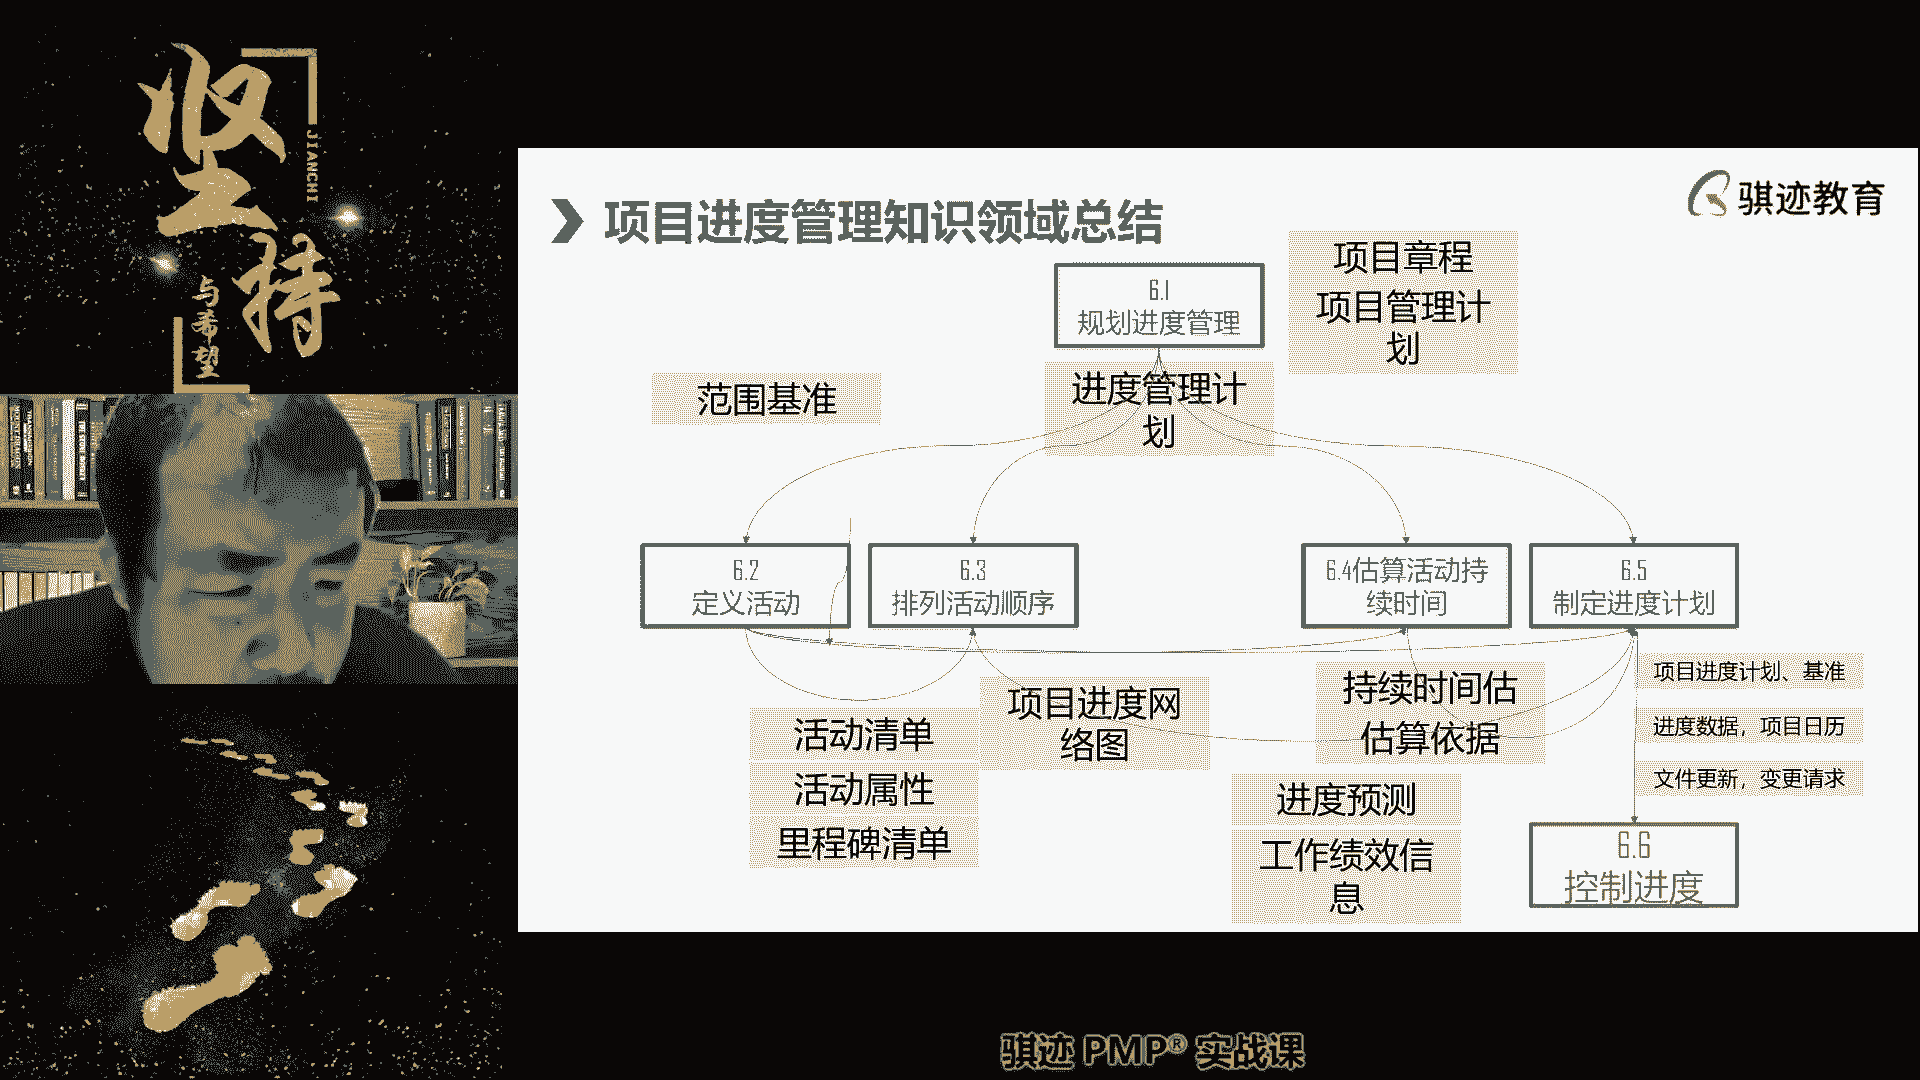 坚持
JIANCHI
与希望
骐迹教育
项目进度管理知识领域总结
6.1
规划进度管理
项目章程
项目管理计
划
范围基准
进度管理计
划
6.2
定义活动
6.3
排列活动顺序
6.4估算活动持
续时间
6.5
制定进度计划
活动清单
活动属性
里程碑清单
项目进度网
络图
持续时间估
估算依据
项目进度计划、基准
进度数据，项目日历
文件更新，变更请求
进度预测
工作绩效信
息
6.6
控制进度
骐迹 PMP® 实战课